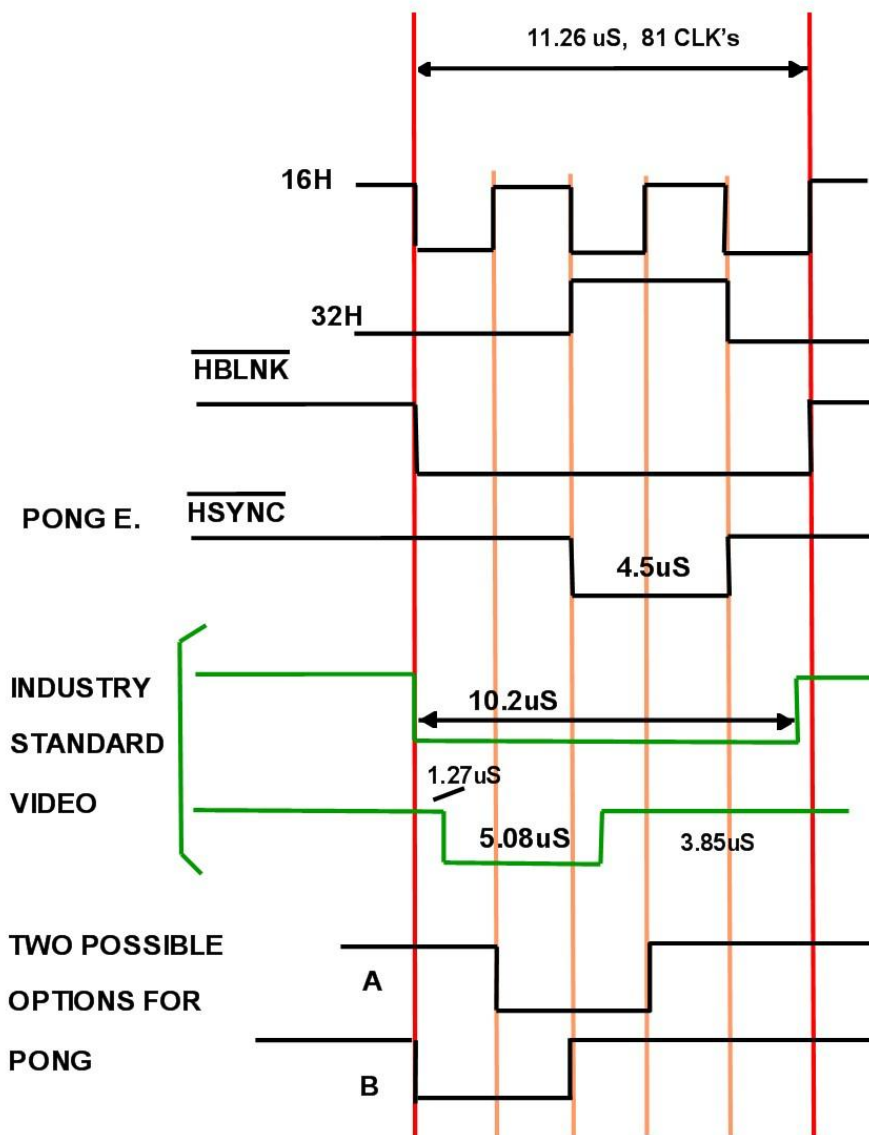 11.26 uS, 81 CLK's
16H
32H
HBLNK
PONG E. HSYNC
4.5uS
INDUSTRY
10.2uS
STANDARD
1.27uS
VIDEO
5.08uS 3.85uS
TWO POSSIBLE
A
OPTIONS FOR
PONG
B